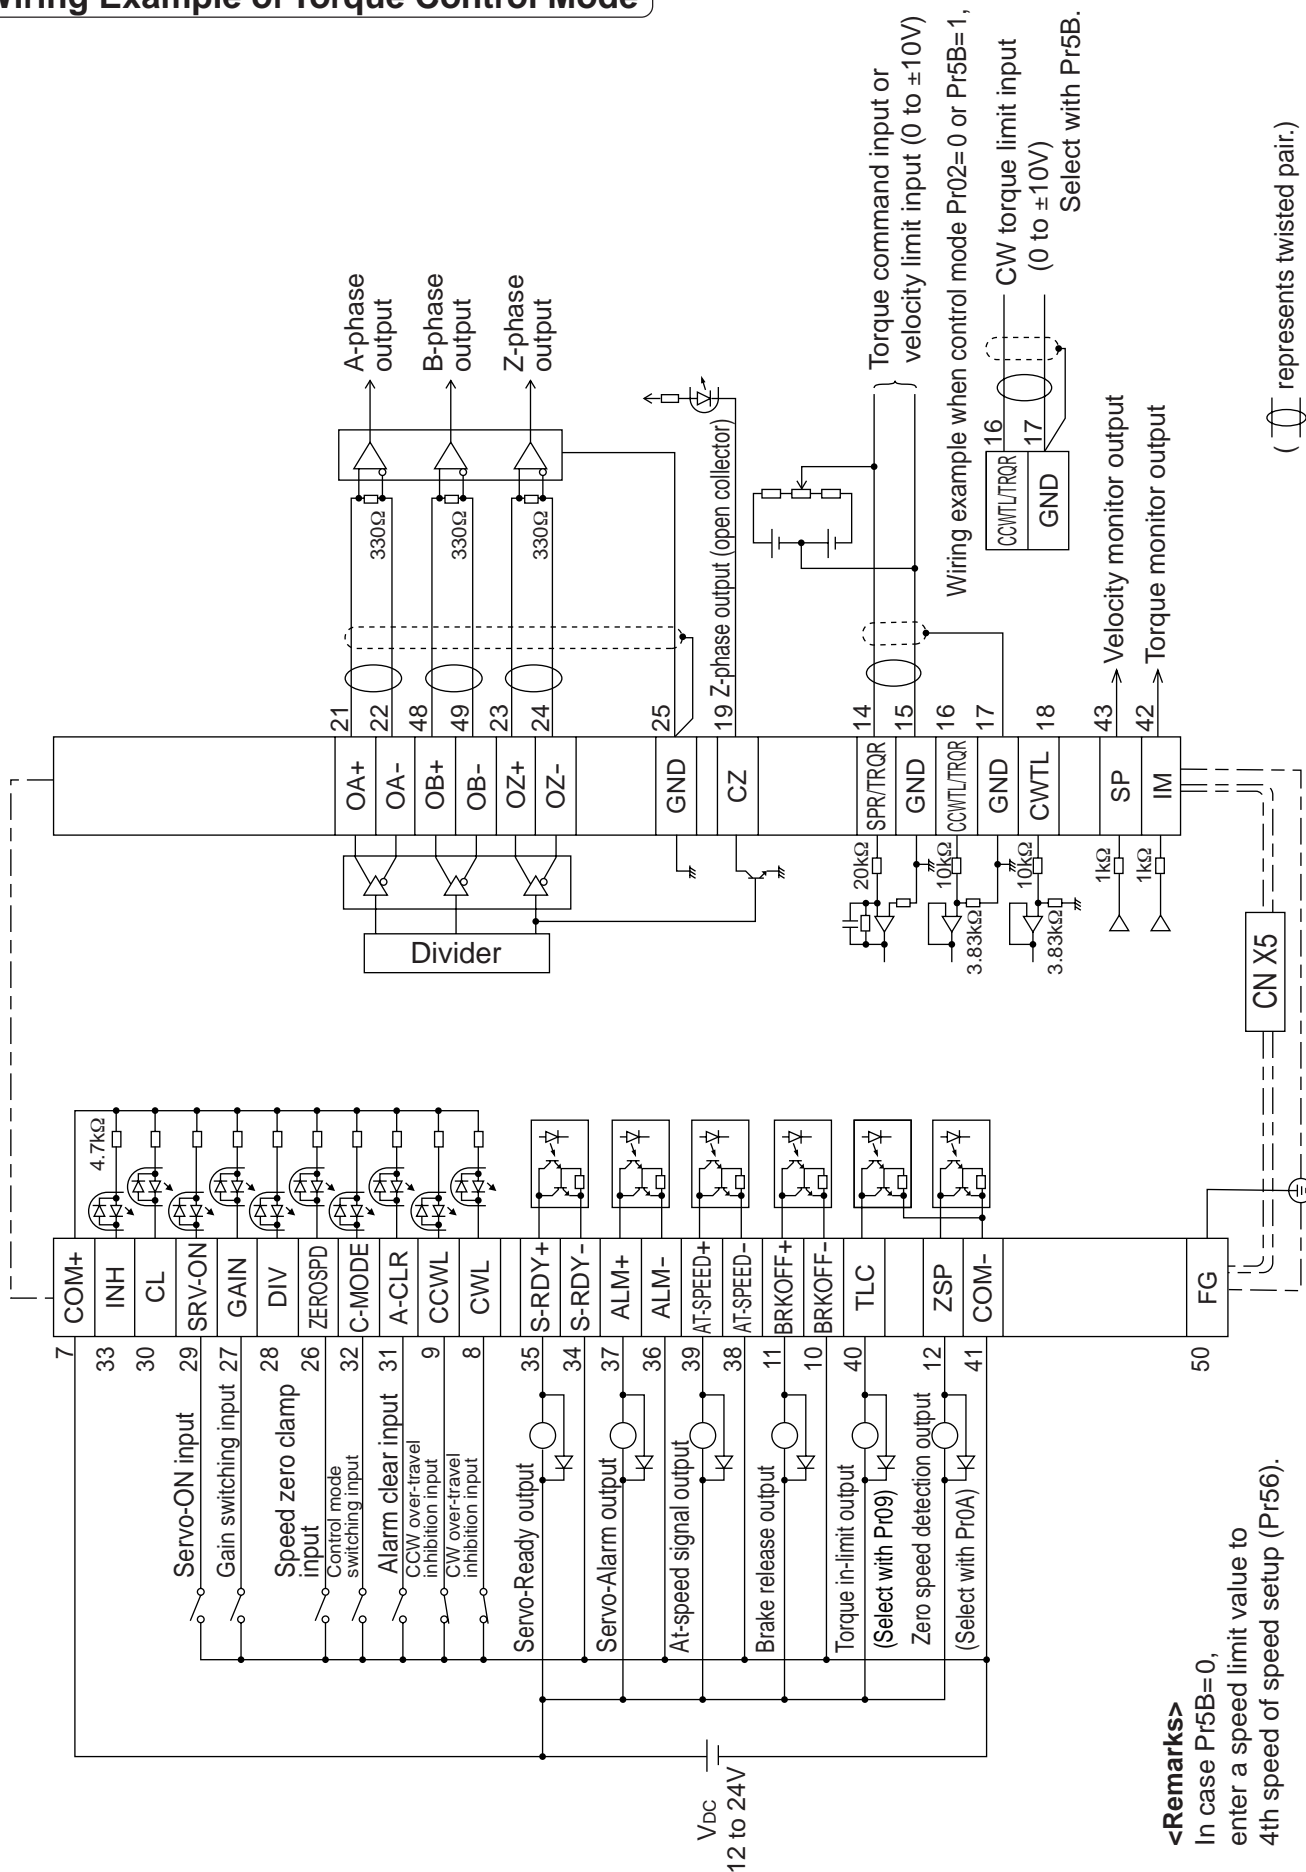 Wiring Example of Torque Control Mode
COM+
INH
CL
SRV-ON
GAIN
DIV
ZEROSPD
C-MODE
A-CLR
CCWL
CWL
S-RDY+
S-RDY-
ALM+
ALM-
AT-SPEED+
AT-SPEED-
BRKOFF+
BRKOFF-
TLC
ZSP
COM-
FG
7
33
30
29
27
28
26
32
31
9
8
35
34
37
36
39
38
11
10
40
12
41
50
4.7kΩ
Servo-ON input
Gain switching input
Speed zero clamp
input
Control mode
switching input
Alarm clear input
CCW over-travel
inhibition input
CW over-travel
inhibition input
Servo-Ready output
Servo-Alarm output
At-speed signal output
Brake release output
Torque in-limit output
(Select with Pr09)
Zero speed detection output
(Select with Pr0A)
VDC
12 to 24V
<Remarks>
In case Pr5B=0,
enter a speed limit value to
4th speed of speed setup (Pr56).
CN X5
Divider
OA+
OA-
OB+
OB-
OZ+
OZ-
GND
CZ
SPR/TRQR
GND
CCWTL/TRQR
GND
CWTL
SP
IM
21
22
48
49
23
24
25
19
14
15
16
17
18
43
42
20kΩ
10kΩ
3.83kΩ
10kΩ
3.83kΩ
1kΩ
1kΩ
330Ω
330Ω
330Ω
A-phase
output
B-phase
output
Z-phase
output
Z-phase output (open collector)
Torque command input or
velocity limit input (0 to ±10V)
Wiring example when control mode Pr02=0 or Pr5B=1,
CCWTL/TRQR
GND
16
17
CW torque limit input
(0 to ±10V)
Select with Pr5B.
Velocity monitor output
Torque monitor output
( represents twisted pair.)